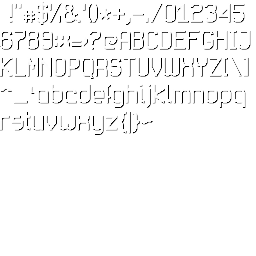 !"#$%&'()*+,-./012345
6789:;<=>?@ABCDEFGHIJ
KLMNOPQRSTUVWXYZ[\]
^_`abcdefghijklmnopq
rstuvwxyz{|}~